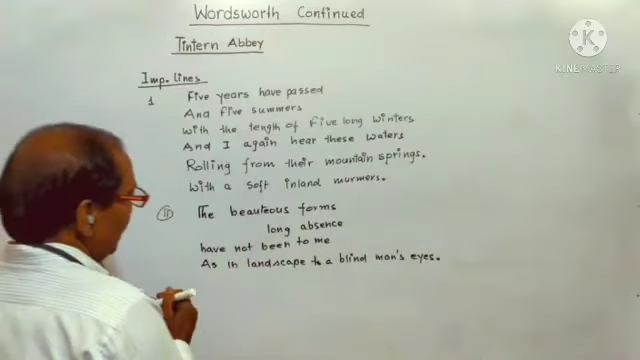 Wordsworth Continued
Tintern Abbey
Imp. lines
1 Five years have passed
And five summers
with the tength of five long winters
And I again hear these waters
Rolling from their mountain springs.
With a soft inland murmers.
II The beauteous forms
long absence
have not been to me
As in landscape to a blind man's eyes.
K
KINEMASTER